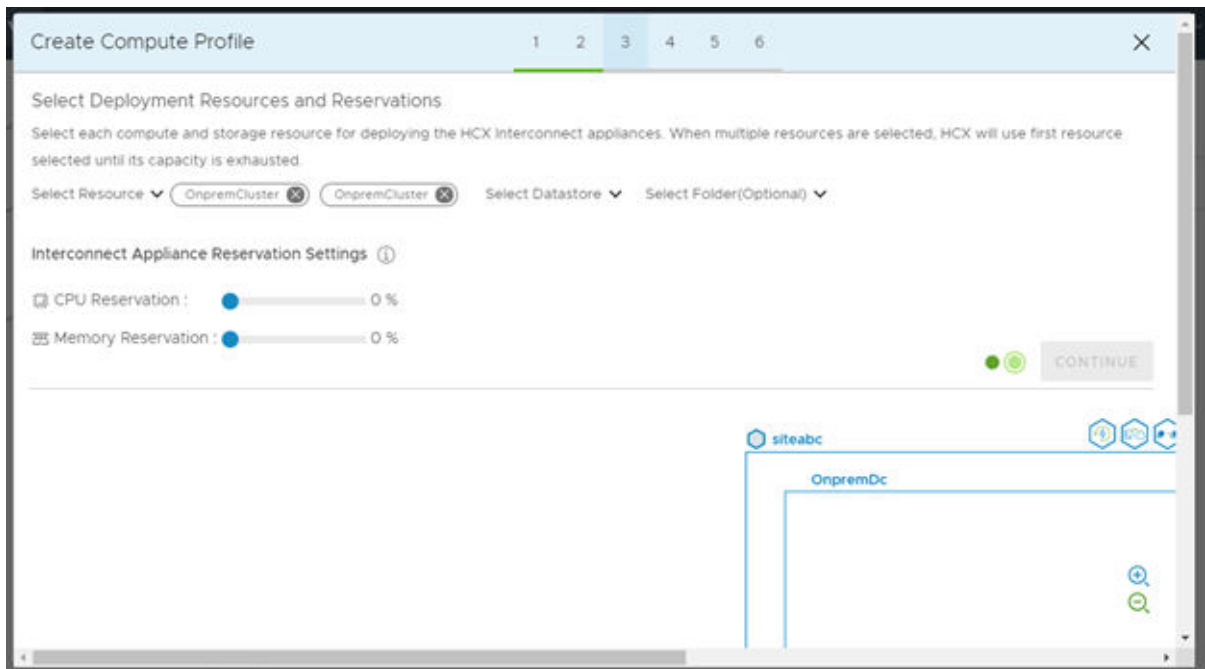 Create Compute Profile 1 2 3 4 5 6
Select Deployment Resources and Reservations
Select each compute and storage resource for deploying the HCX Interconnect appliances. When multiple resources are selected, HCX will use first resource
selected until its capacity is exhausted.
Select Resource OnpremCluster OnpremCluster Select Datastore Select Folder(Optional)
Interconnect Appliance Reservation Settings
CPU Reservation : 0 %
Memory Reservation : 0 %
CONTINUE
siteabc
OnpremDc